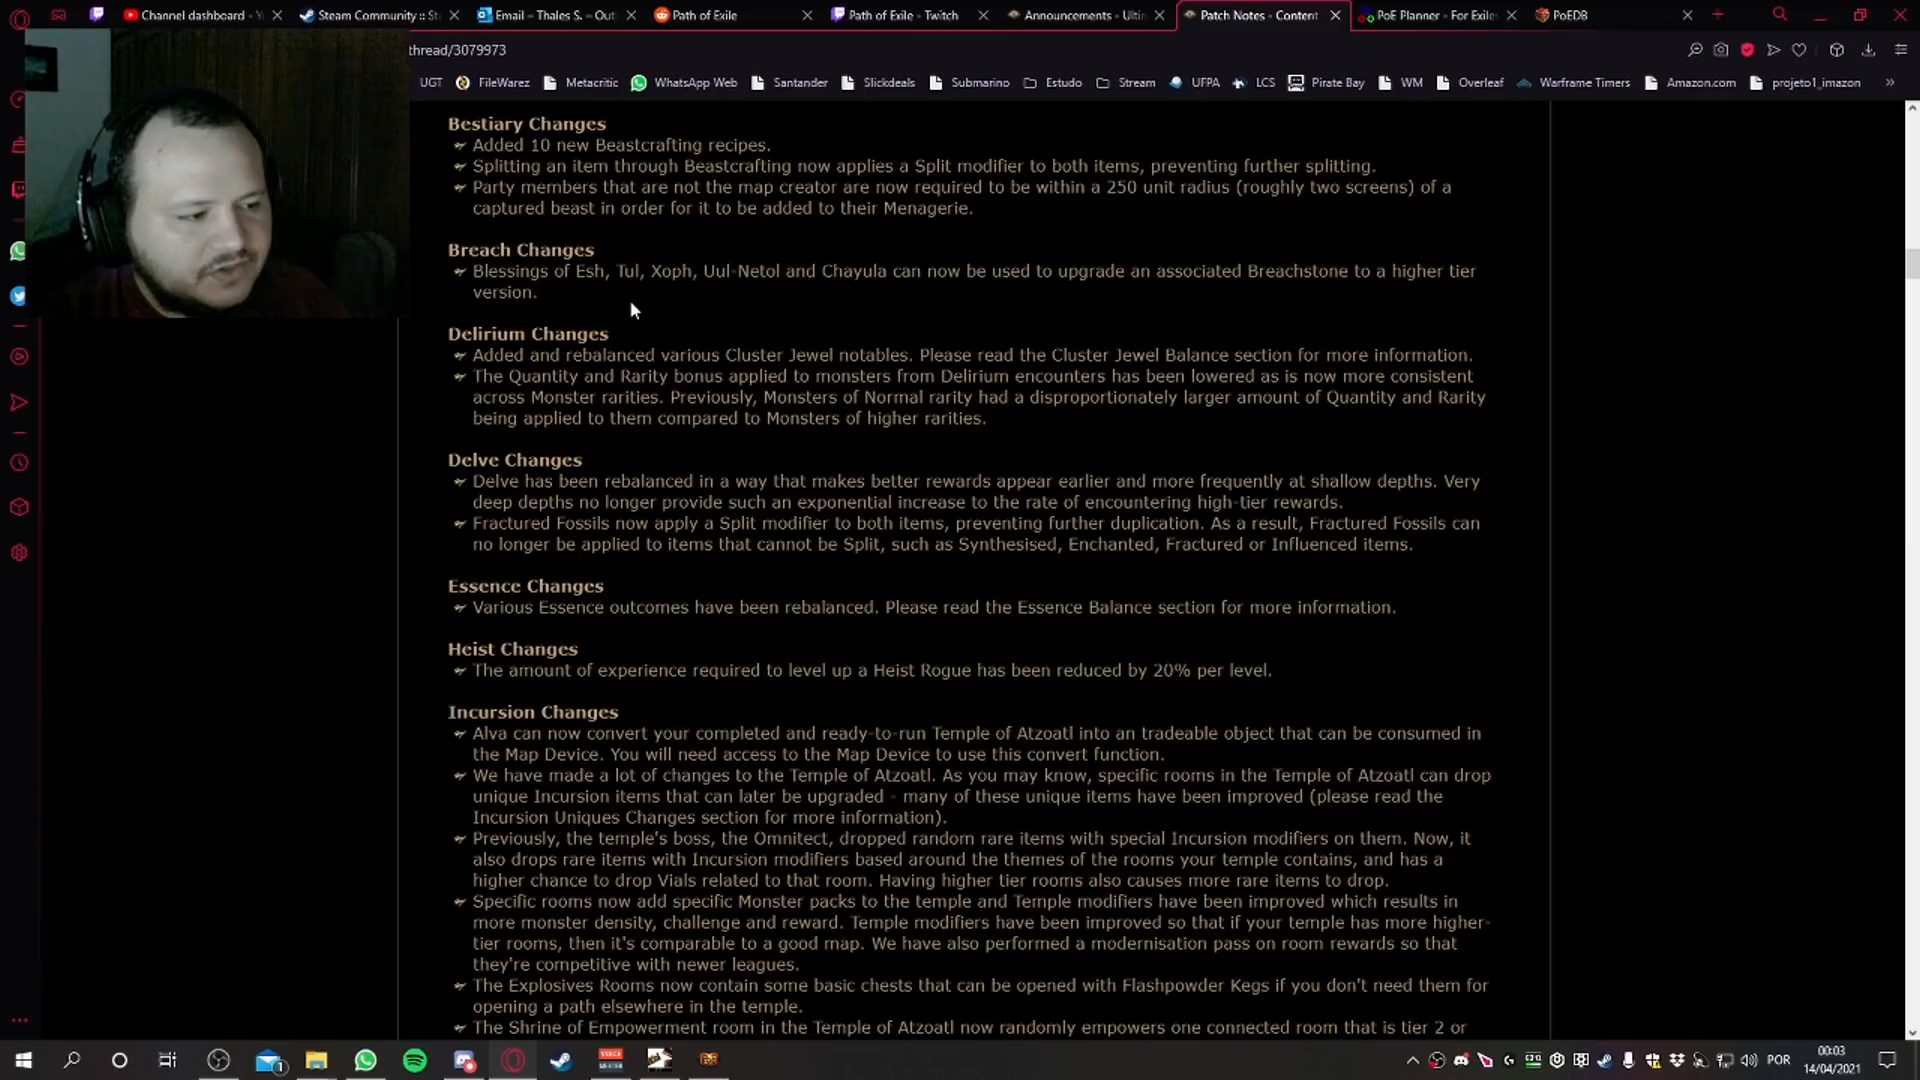 Channel dashboard - Y
Steam Community :: St
Email – Thales S. – Out
Path of Exile
Path of Exile - Twitch
Announcements - Ultim
Patch Notes - Content
PoE Planner - For Exile
PoEDB
thread/3079973
UGT
FileWarez
Metacritic
WhatsApp Web
Santander
Slickdeals
Submarino
Estudo
Stream
UFPA
LCS
Pirate Bay
WM
Overleaf
Warframe Timers
Amazon.com
projeto1_imazon
Bestiary Changes
Added 10 new Beastcrafting recipes.
Splitting an item through Beastcrafting now applies a Split modifier to both items, preventing further splitting.
Party members that are not the map creator are now required to be within a 250 unit radius (roughly two screens) of a
captured beast in order for it to be added to their Menagerie.
Breach Changes
Blessings of Esh, Tul, Xoph, Uul-Netol and Chayula can now be used to upgrade an associated Breachstone to a higher tier
version.
Delirium Changes
Added and rebalanced various Cluster Jewel notables. Please read the Cluster Jewel Balance section for more information.
The Quantity and Rarity bonus applied to monsters from Delirium encounters has been lowered as is now more consistent
across Monster rarities. Previously, Monsters of Normal rarity had a disproportionately larger amount of Quantity and Rarity
being applied to them compared to Monsters of higher rarities.
Delve Changes
Delve has been rebalanced in a way that makes better rewards appear earlier and more frequently at shallow depths. Very
deep depths no longer provide such an exponential increase to the rate of encountering high-tier rewards.
Fractured Fossils now apply a Split modifier to both items, preventing further duplication. As a result, Fractured Fossils can
no longer be applied to items that cannot be Split, such as Synthesised, Enchanted, Fractured or Influenced items.
Essence Changes
Various Essence outcomes have been rebalanced. Please read the Essence Balance section for more information.
Heist Changes
The amount of experience required to level up a Heist Rogue has been reduced by 20% per level.
Incursion Changes
Alva can now convert your completed and ready-to-run Temple of Atzoatl into an tradeable object that can be consumed in
the Map Device. You will need access to the Map Device to use this convert function.
We have made a lot of changes to the Temple of Atzoatl. As you may know, specific rooms in the Temple of Atzoatl can drop
unique Incursion items that can later be upgraded - many of these unique items have been improved (please read the
Incursion Uniques Changes section for more information).
Previously, the temple's boss, the Omnitect, dropped random rare items with special Incursion modifiers on them. Now, it
also drops rare items with Incursion modifiers based around the themes of the rooms your temple contains, and has a
higher chance to drop Vials related to that room. Having higher tier rooms also causes more rare items to drop.
Specific rooms now add specific Monster packs to the temple and Temple modifiers have been improved which results in
more monster density, challenge and reward. Temple modifiers have been improved so that if your temple has more higher-
tier rooms, then it's comparable to a good map. We have also performed a modernisation pass on room rewards so that
they're competitive with newer leagues.
The Explosives Rooms now contain some basic chests that can be opened with Flashpowder Kegs if you don't need them for
opening a path elsewhere in the temple.
The Shrine of Empowerment room in the Temple of Atzoatl now randomly empowers one connected room that is tier 2 or
POR
00:03
14/04/2021